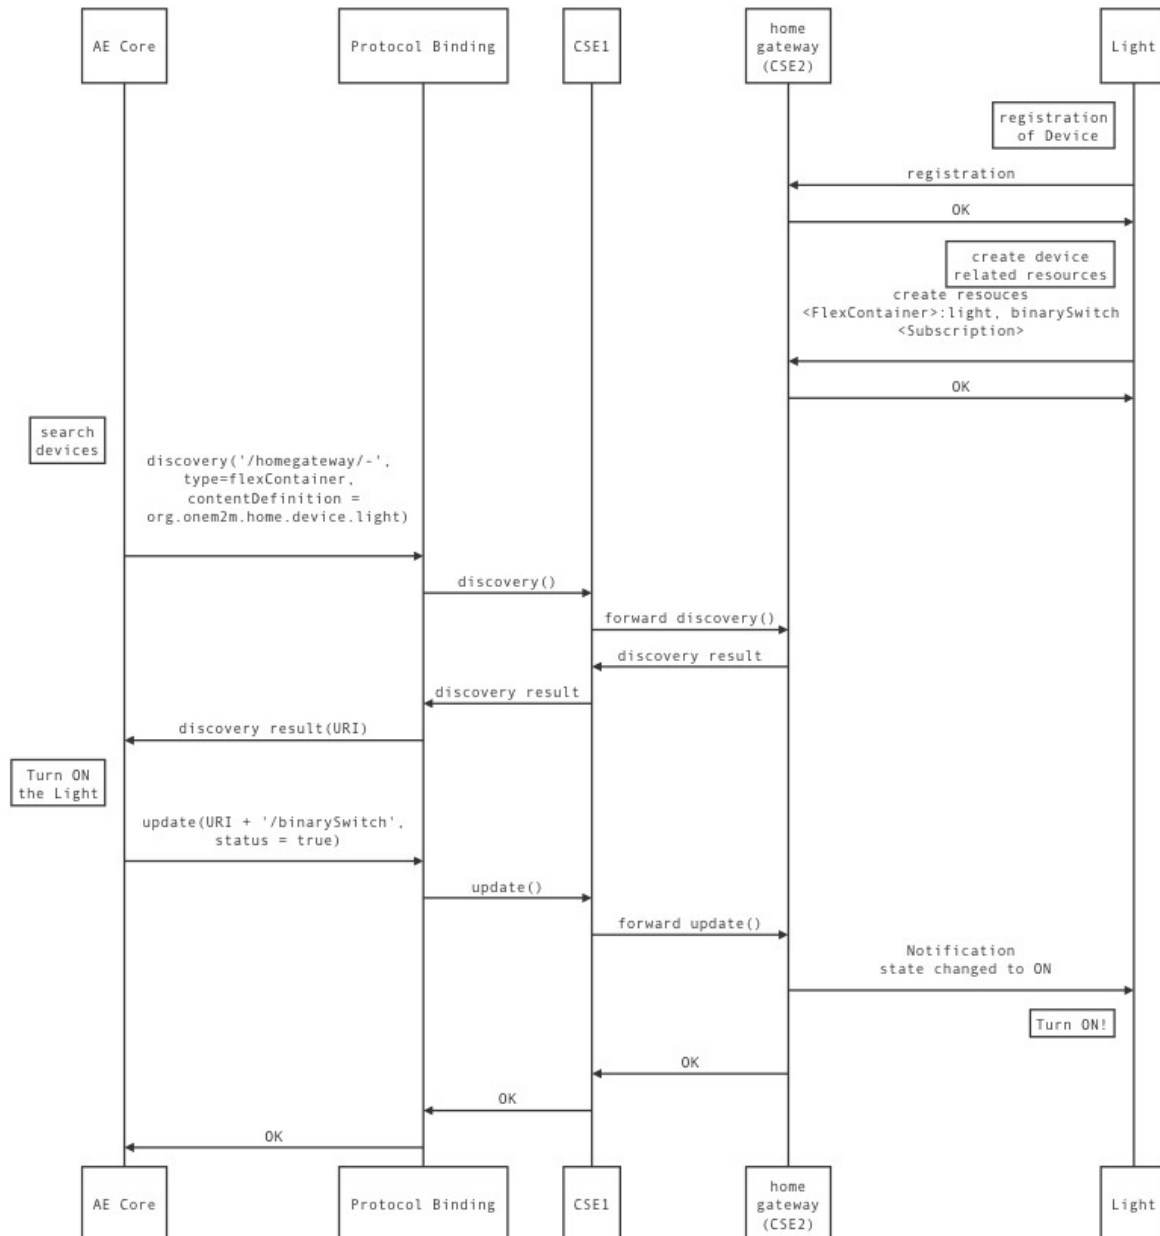 AE Core
Protocol Binding
CSE1
home
gateway
(CSE2)
Light
registration
of Device
registration
OK
create device
related resources
create resouces
<FlexContainer>:light, binarySwitch
<Subscription>
OK
search
devices
discovery('/homegateway/-',
type=flexContainer,
contentDefinition =
org.onem2m.home.device.light)
discovery()
forward discovery()
discovery result
discovery result
discovery result(URI)
Turn ON
the Light
update(URI + '/binarySwitch',
status = true)
update()
forward update()
Notification
state changed to ON
Turn ON!
OK
OK
OK
AE Core
Protocol Binding
CSE1
home
gateway
(CSE2)
Light